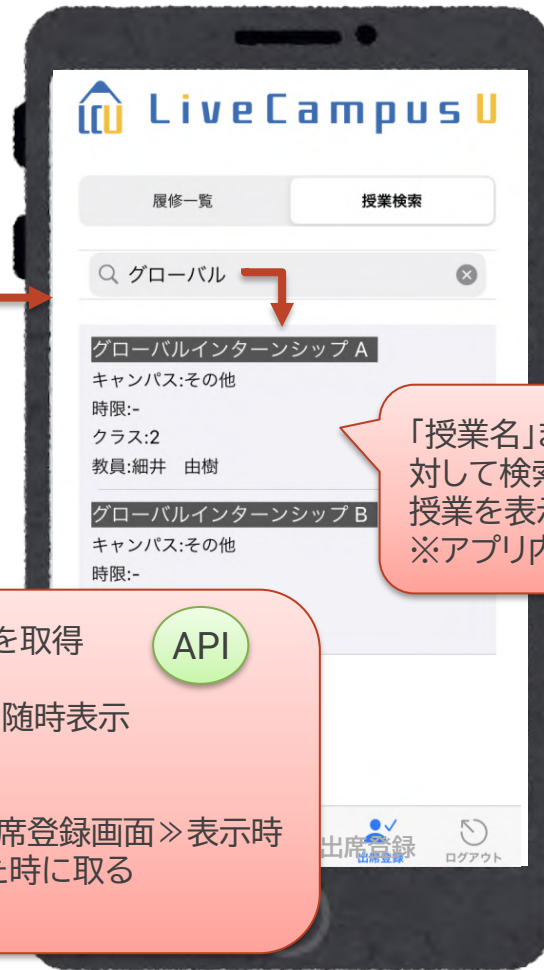 LiveCampus U
履修一覧
授業検索
グローバル
グローバルインターンシップ A
キャンパス:その他
時限:-
クラス:2
教員:細井 由樹
グローバルインターンシップ B
キャンパス:その他
時限:-
「授業名」
対して検
授業を表
※アプリ内
を取得
API
随時表示
席登録画面≫表示時
時に取る
出席登録
出席登録
ログアウト